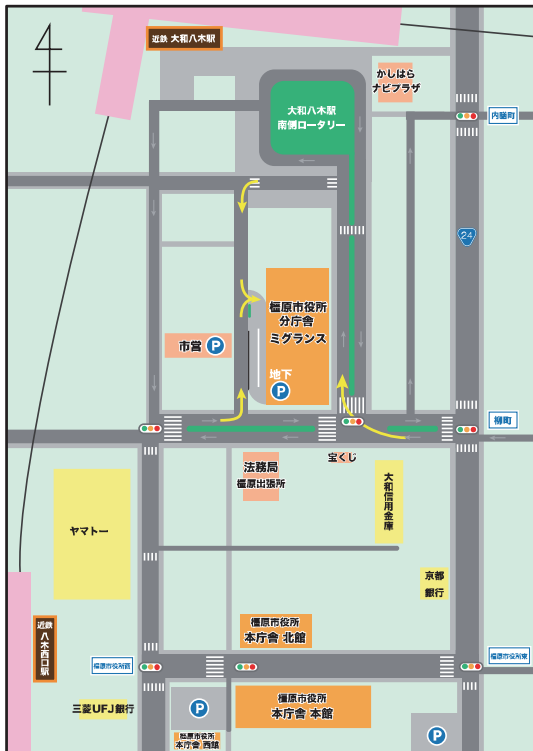 近鉄 大和八木駅
かしはら
ナビプラザ
大和八木駅
南側ロータリー
内膳町
24
橿原市役所
分庁舎
ミグランス
市営 P
地下
P
柳町
法務局
橿原出張所
宝くじ
大和信用金庫
ヤマトー
京都
銀行
近鉄 八木西口駅
橿原市役所
本庁舎 北館
橿原市役所西
橿原市役所東
橿原市役所
本庁舎 本館
三菱UFJ銀行
P
橿原市役所
本庁舎 西館
P